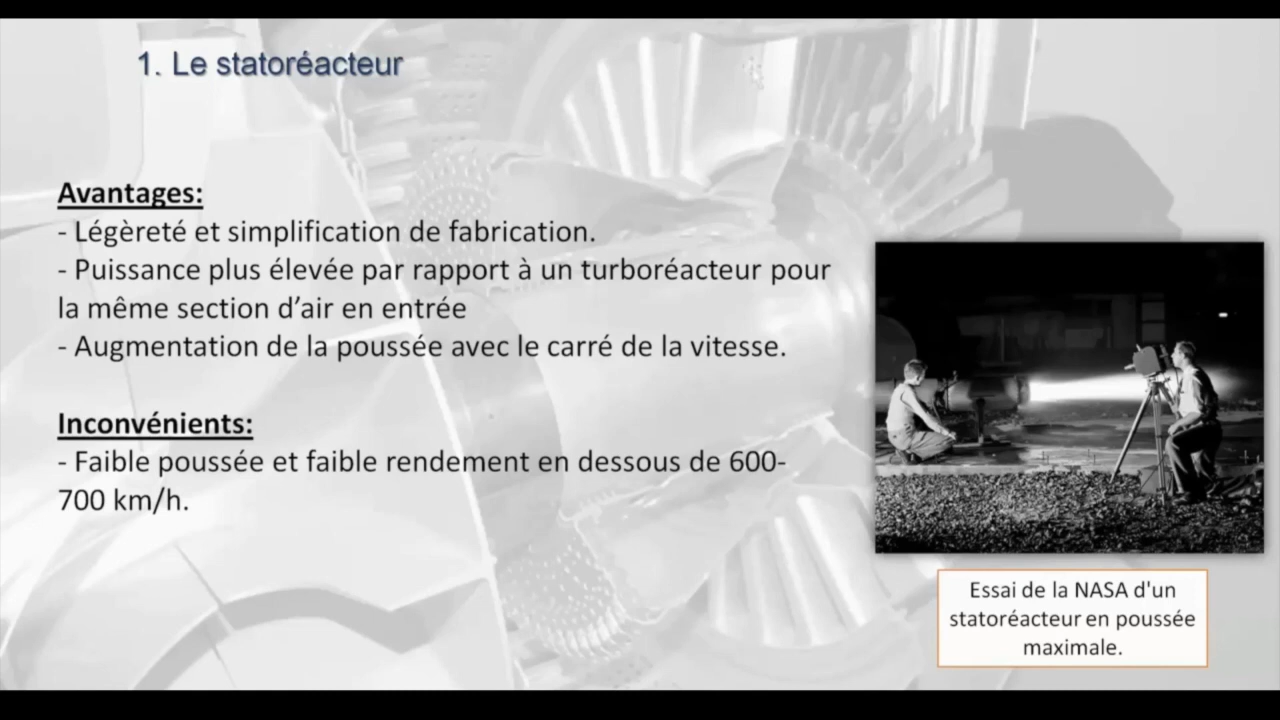 1. Le statoréacteur
Avantages:
- Légèreté et simplification de fabrication.
- Puissance plus élevée par rapport à un turboréacteur pour
la même section d’air en entrée
- Augmentation de la poussée avec le carré de la vitesse.
Inconvénients:
- Faible poussée et faible rendement en dessous de 600-
700 km/h.
Essai de la NASA d'un
statoréacteur en poussée
maximale.